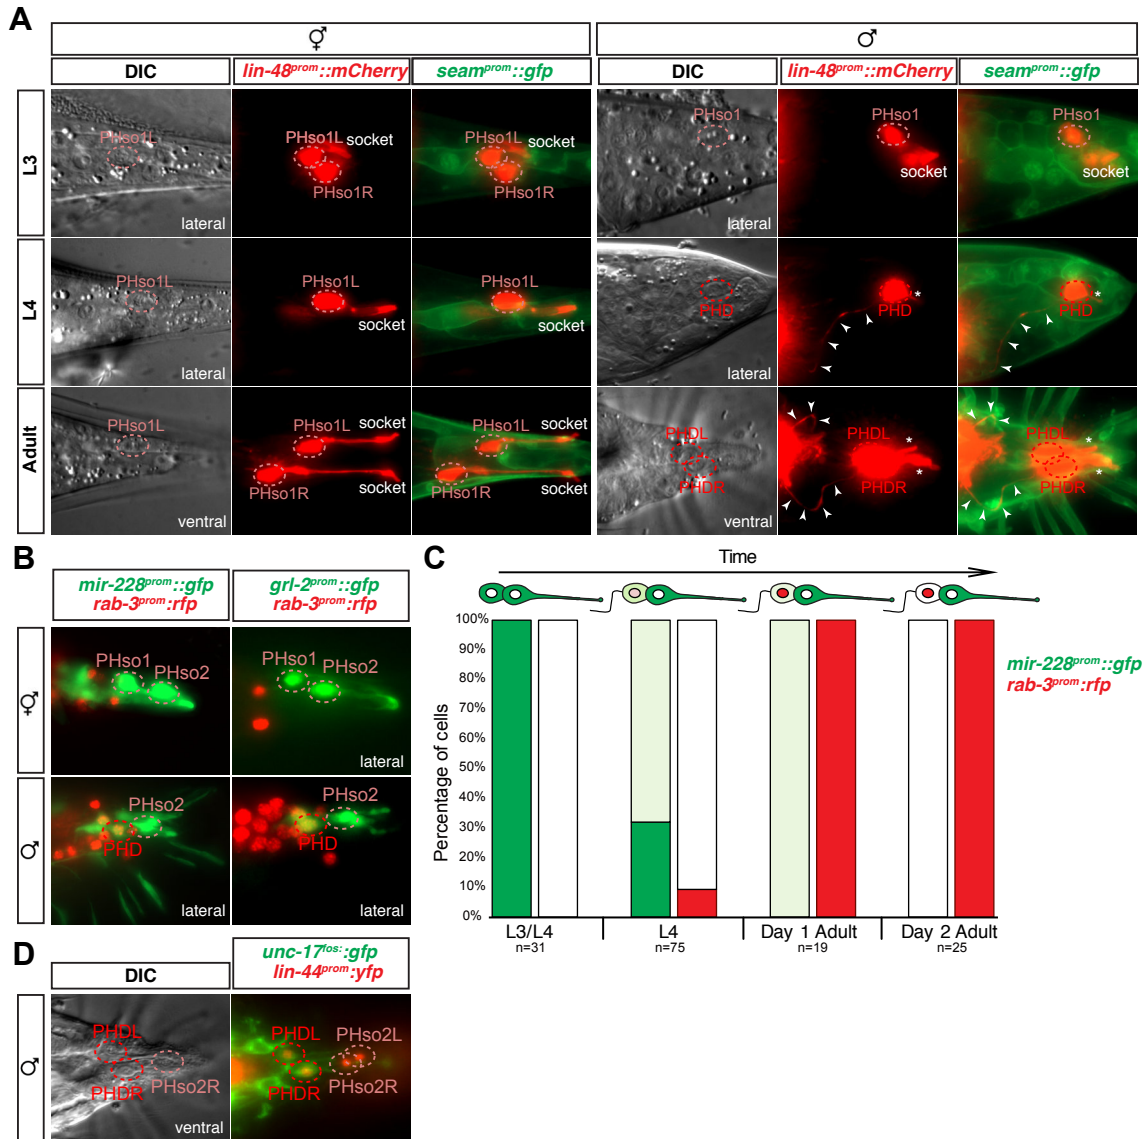 A
⚥ ♂
DIC lin-48prom::mCherry seamprom::gfp DIC lin-48prom::mCherry seamprom::gfp
L3
PHso1L
lateral
PHso1L socket
PHso1R
PHso1L
PHso1R
PHso1
lateral
PHso1
socket
PHso1
L4
PHso1L
lateral
PHso1L
socket
PHso1L
socket
PHD
lateral
PHD
*
PHD
*
Adult
PHso1L
ventral
PHso1L socket
PHso1R socket
PHso1L socket
PHso1R socket
PHDL
PHDR
ventral
PHDL *
PHDR *
PHDL *
PHDR *
B
mir-228prom::gfp
rab-3prom:rfp
grl-2prom::gfp
rab-3prom:rfp
⚥
PHso1 PHso2
PHso1 PHso2
lateral
♂
PHso2
PHD
lateral
PHso2
PHD
lateral
C
Time
Percentage of cells
100%
90%
80%
70%
60%
50%
40%
30%
20%
10%
0%
L3/L4 L4 Day 1 Adult Day 2 Adult
n=31 n=75 n=19 n=25
mir-228prom::gfp
rab-3prom:rfp
D
DIC
unc-17fos::gfp
lin-44prom:yfp
♂
PHDL
PHDR
PHso2R
ventral
PHDL
PHDR
PHso2L
PHso2R